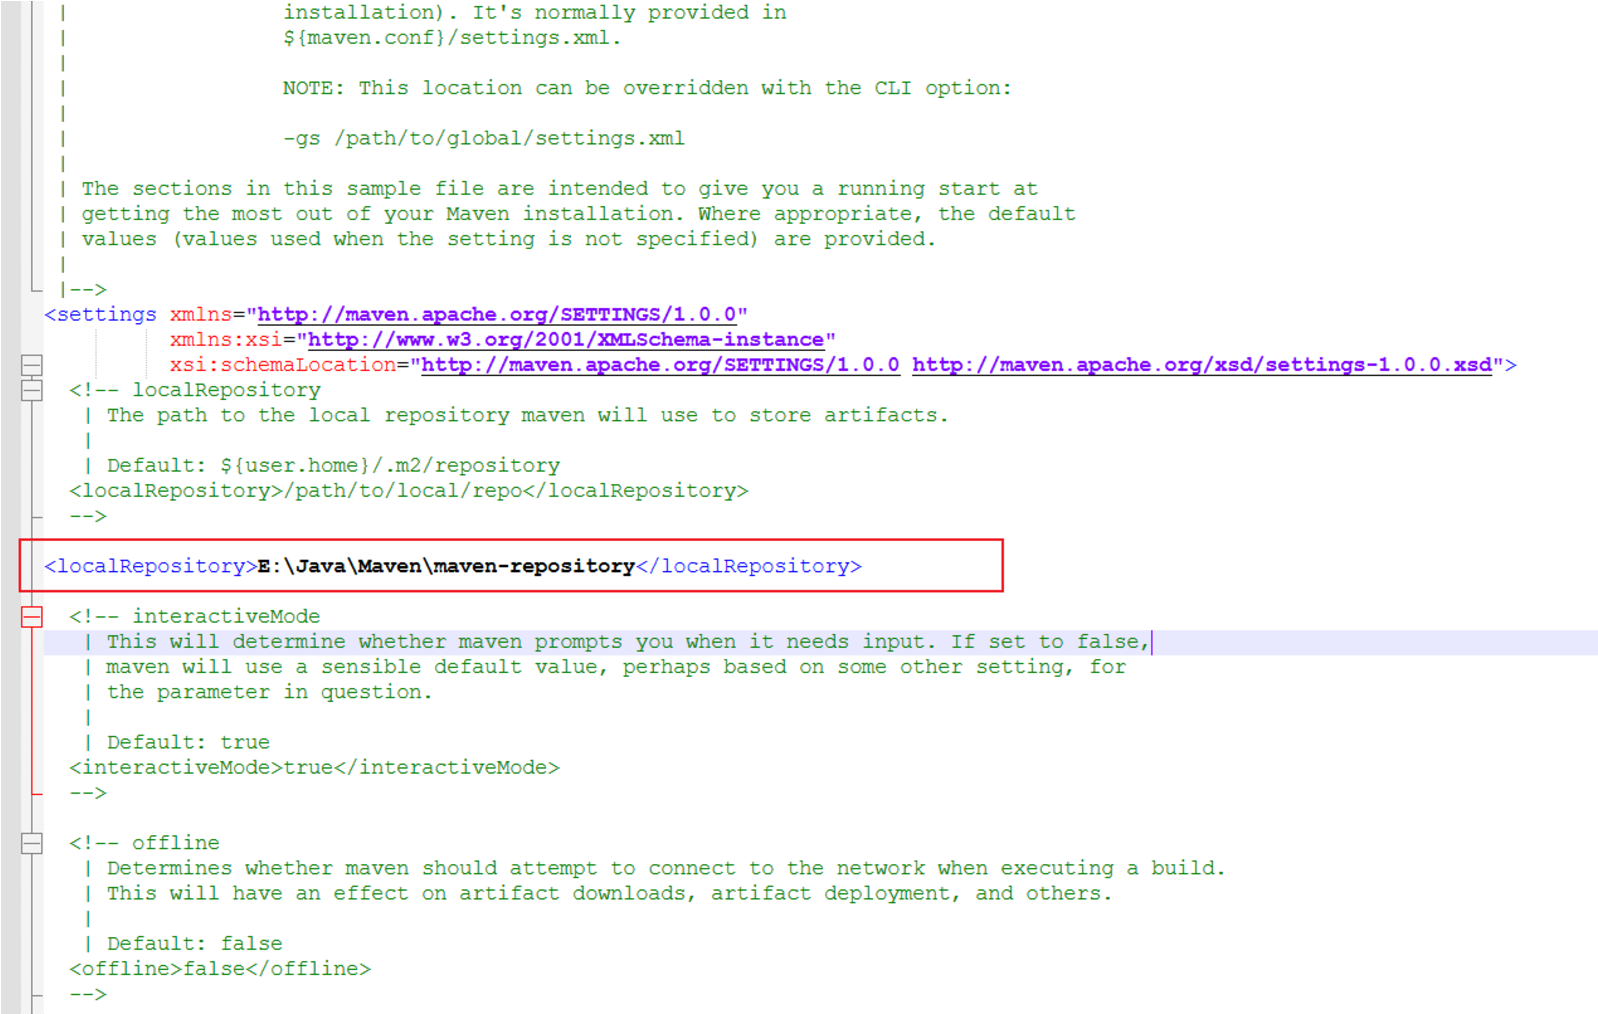 |                 installation). It's normally provided in
|                 ${maven.conf}/settings.xml.
|
|                 NOTE: This location can be overridden with the CLI option:
|
|                 -gs /path/to/global/settings.xml
|
| The sections in this sample file are intended to give you a running start at
| getting the most out of your Maven installation. Where appropriate, the default
| values (values used when the setting is not specified) are provided.
|
|-->
<settings xmlns="http://maven.apache.org/SETTINGS/1.0.0"
          xmlns:xsi="http://www.w3.org/2001/XMLSchema-instance"
          xsi:schemaLocation="http://maven.apache.org/SETTINGS/1.0.0 http://maven.apache.org/xsd/settings-1.0.0.xsd">
  <!-- localRepository
   | The path to the local repository maven will use to store artifacts.
   |
   | Default: ${user.home}/.m2/repository
  <localRepository>/path/to/local/repo</localRepository>
  -->
<localRepository>E:\Java\Maven\maven-repository</localRepository>
  <!-- interactiveMode
   | This will determine whether maven prompts you when it needs input. If set to false,
   | maven will use a sensible default value, perhaps based on some other setting, for
   | the parameter in question.
   |
   | Default: true
  <interactiveMode>true</interactiveMode>
  -->
  <!-- offline
   | Determines whether maven should attempt to connect to the network when executing a build.
   | This will have an effect on artifact downloads, artifact deployment, and others.
   |
   | Default: false
  <offline>false</offline>
  -->